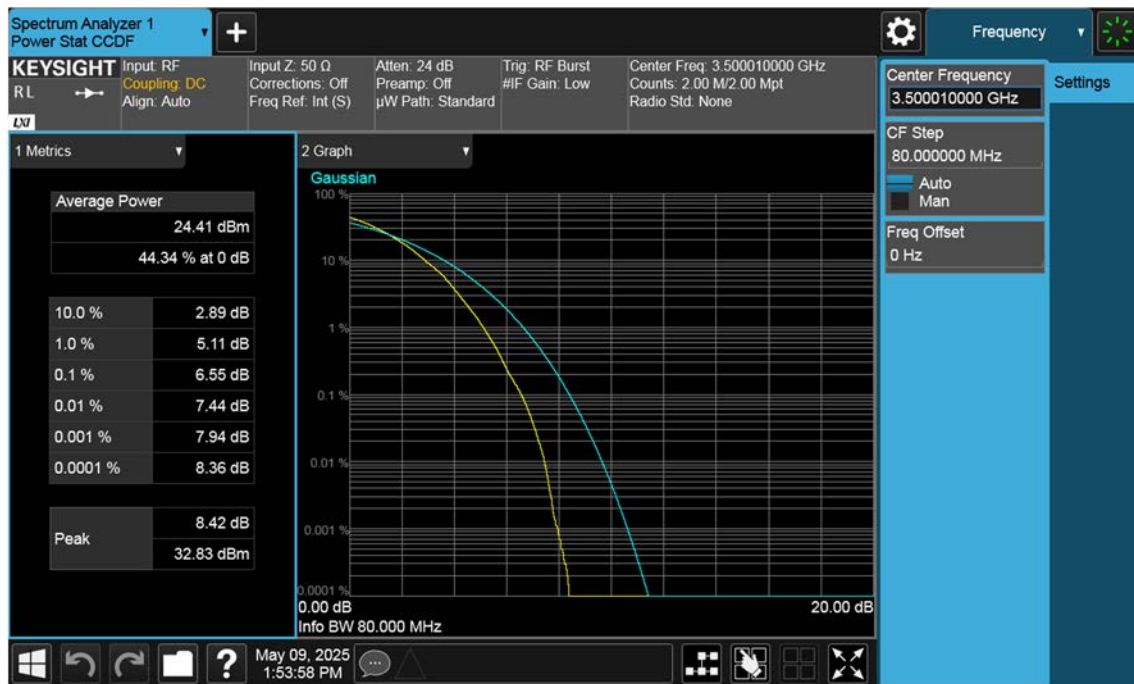 Spectrum Analyzer 1
Power Stat CCDF
Frequency
KEYSIGHT
RL
LXI
Input: RF
Coupling: DC
Align: Auto
Input Z: 50 Ω
Corrections: Off
Freq Ref: Int (S)
Atten: 24 dB
Preamp: Off
µW Path: Standard
Trig: RF Burst
#IF Gain: Low
Center Freq: 3.500010000 GHz
Counts: 2.00 M/2.00 Mpt
Radio Std: None
Center Frequency
3.500010000 GHz
Settings
CF Step
80.000000 MHz
Auto
Man
Freq Offset
0 Hz
1 Metrics
Average Power
24.41 dBm
44.34 % at 0 dB
10.0 % 2.89 dB
1.0 % 5.11 dB
0.1 % 6.55 dB
0.01 % 7.44 dB
0.001 % 7.94 dB
0.0001 % 8.36 dB
Peak
8.42 dB
32.83 dBm
2 Graph
Gaussian
100 %
10 %
1 %
0.1 %
0.01 %
0.001 %
0.0001 %
0.00 dB 20.00 dB
Info BW 80.000 MHz
?
May 09, 2025
1:53:58 PM